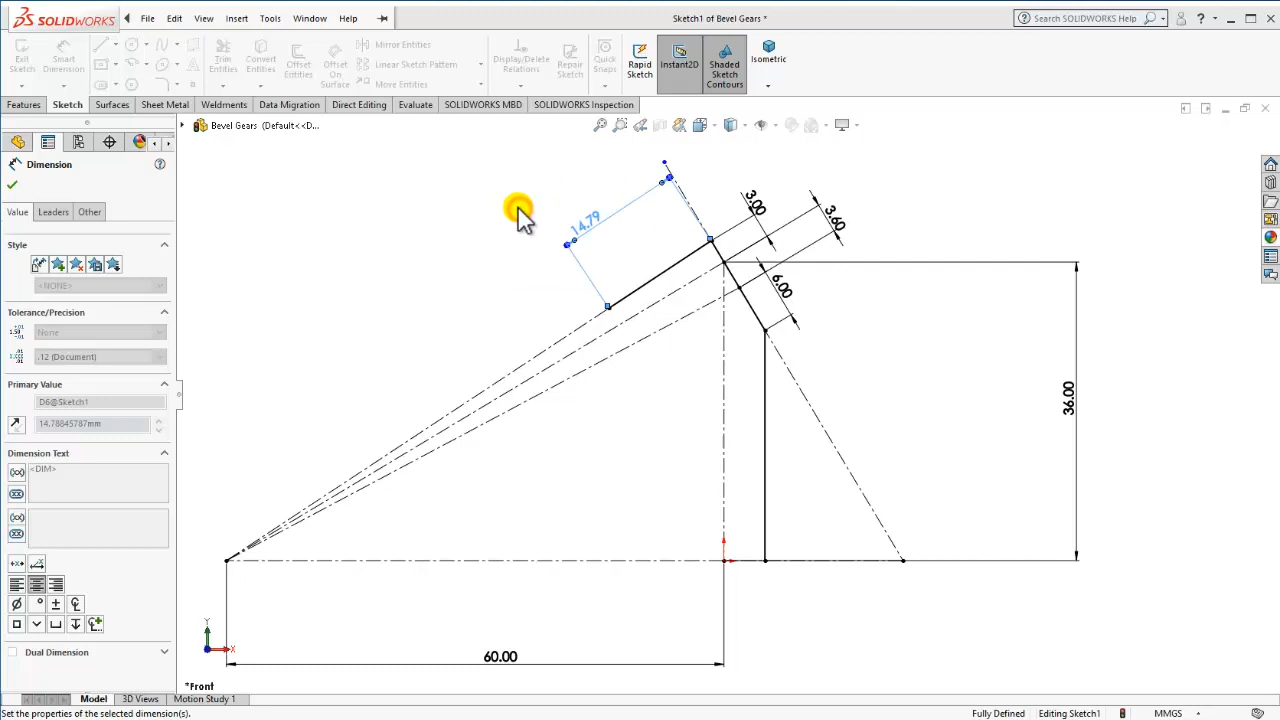 SOLIDWORKS
File Edit View Insert Tools Window Help
Sketch1 of Bevel Gears *
Search SOLIDWORKS Help
Exit Sketch
Smart Dimension
Trim Entities
Convert Entities
Offset Entities
Offset On Surface
Mirror Entities
Linear Sketch Pattern
More Entities
Display/Delete Relations
Repair Sketch
Quick Snaps
Rapid Sketch
Instant2D
Shaded Sketch Contours
Isometric
Features Sketch Surfaces Sheet Metal Weldments Data Migration Direct Editing Evaluate SOLIDWORKS MBD SOLIDWORKS Inspection
Bevel Gears (Default<<D...
Dimension
Value Leaders Other
Style
<NONE>
Tolerance/Precision
None
.12 (Document)
Primary Value
D6@Sketch1
14.78845787mm
Dimension Text
<DIM>
Dual Dimension
14.79
3.00
3.60
6.00
36.00
60.00
Y
X
*Front
Model 3D Views Motion Study 1
Set the properties of the selected dimension(s).
Fully Defined Editing Sketch1 MMGS